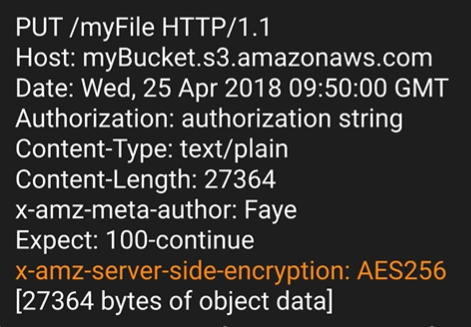 PUT /myFile HTTP/1.1
Host: myBucket.s3.amazonaws.com
Date: Wed, 25 Apr 2018 09:50:00 GMT
Authorization: authorization string
Content-Type: text/plain
Content-Length: 27364
x-amz-meta-author: Faye
Expect: 100-continue
x-amz-server-side-encryption: AES256
[27364 bytes of object data]